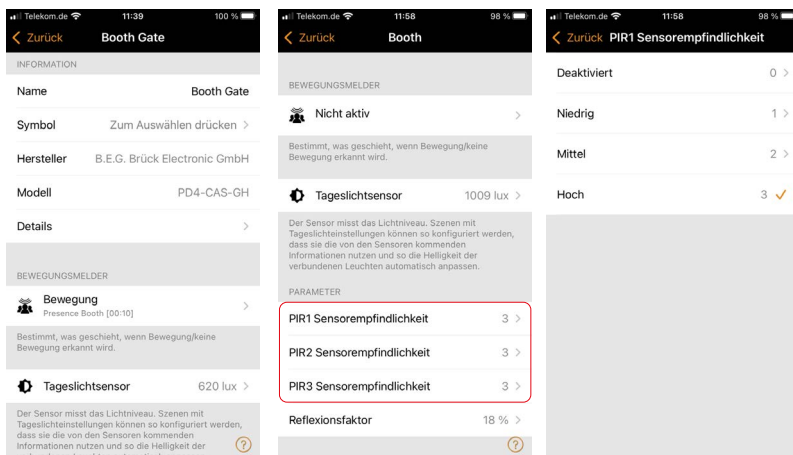 Telekom.de
11:39
100 %
Zurück
Booth Gate
INFORMATION
Name
Booth Gate
Symbol
Zum Auswählen drücken
Hersteller
B.E.G. Brück Electronic GmbH
Modell
PD4-CAS-GH
Details
BEWEGUNGSMELDER
Bewegung
Presence Booth [00:10]
Bestimmt, was geschieht, wenn Bewegung/keine
Bewegung erkannt wird.
Tageslichtsensor
620 lux
Der Sensor misst das Lichtniveau. Szenen mit
Tageslichteinstellungen können so konfiguriert werden,
dass sie die von den Sensoren kommenden
Informationen nutzen und so die Helligkeit der
?
Telekom.de
11:58
98 %
Zurück
Booth
BEWEGUNGSMELDER
Nicht aktiv
Bestimmt, was geschieht, wenn Bewegung/keine
Bewegung erkannt wird.
Tageslichtsensor
1009 lux
Der Sensor misst das Lichtniveau. Szenen mit
Tageslichteinstellungen können so konfiguriert werden,
dass sie die von den Sensoren kommenden
Informationen nutzen und so die Helligkeit der
verbundenen Leuchten automatisch anpassen.
PARAMETER
PIR1 Sensorempfindlichkeit
3
PIR2 Sensorempfindlichkeit
3
PIR3 Sensorempfindlichkeit
3
Reflexionsfaktor
18 %
?
Telekom.de
11:58
98 %
Zurück
PIR1 Sensorempfindlichkeit
Deaktiviert
0
Niedrig
1
Mittel
2
Hoch
3